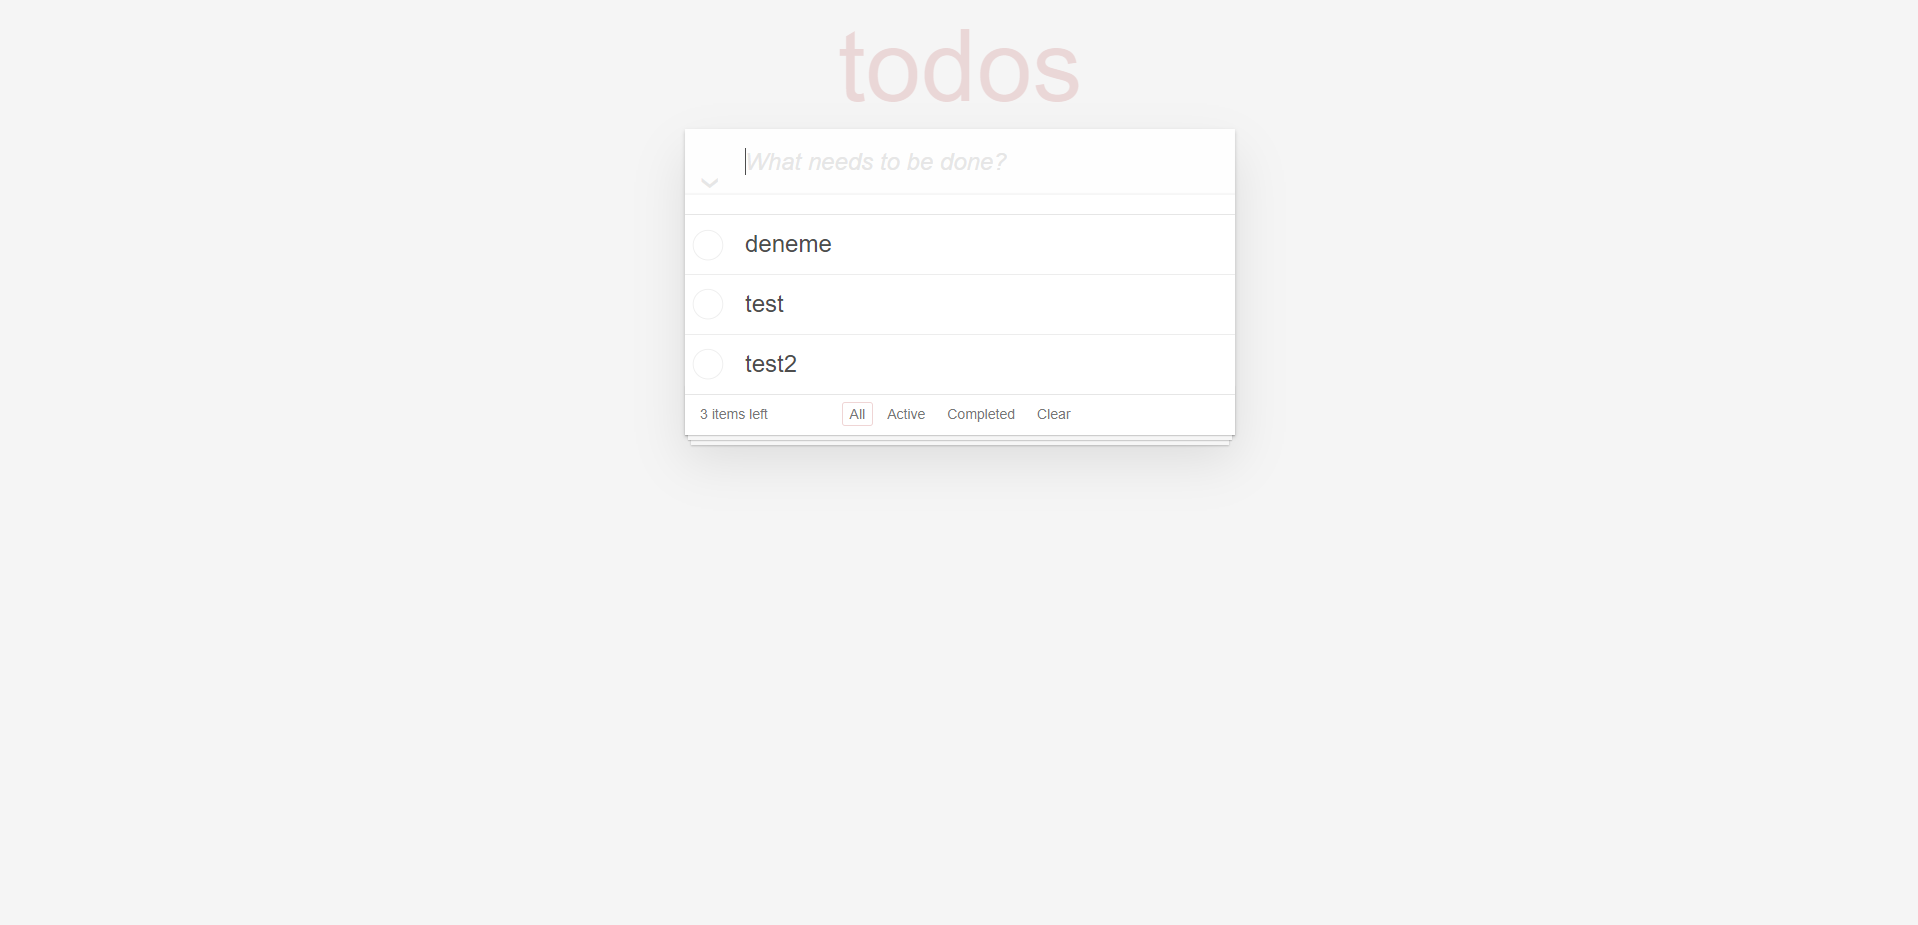 todos
What needs to be done?
deneme
test
test2
3 items left All Active Completed Clear